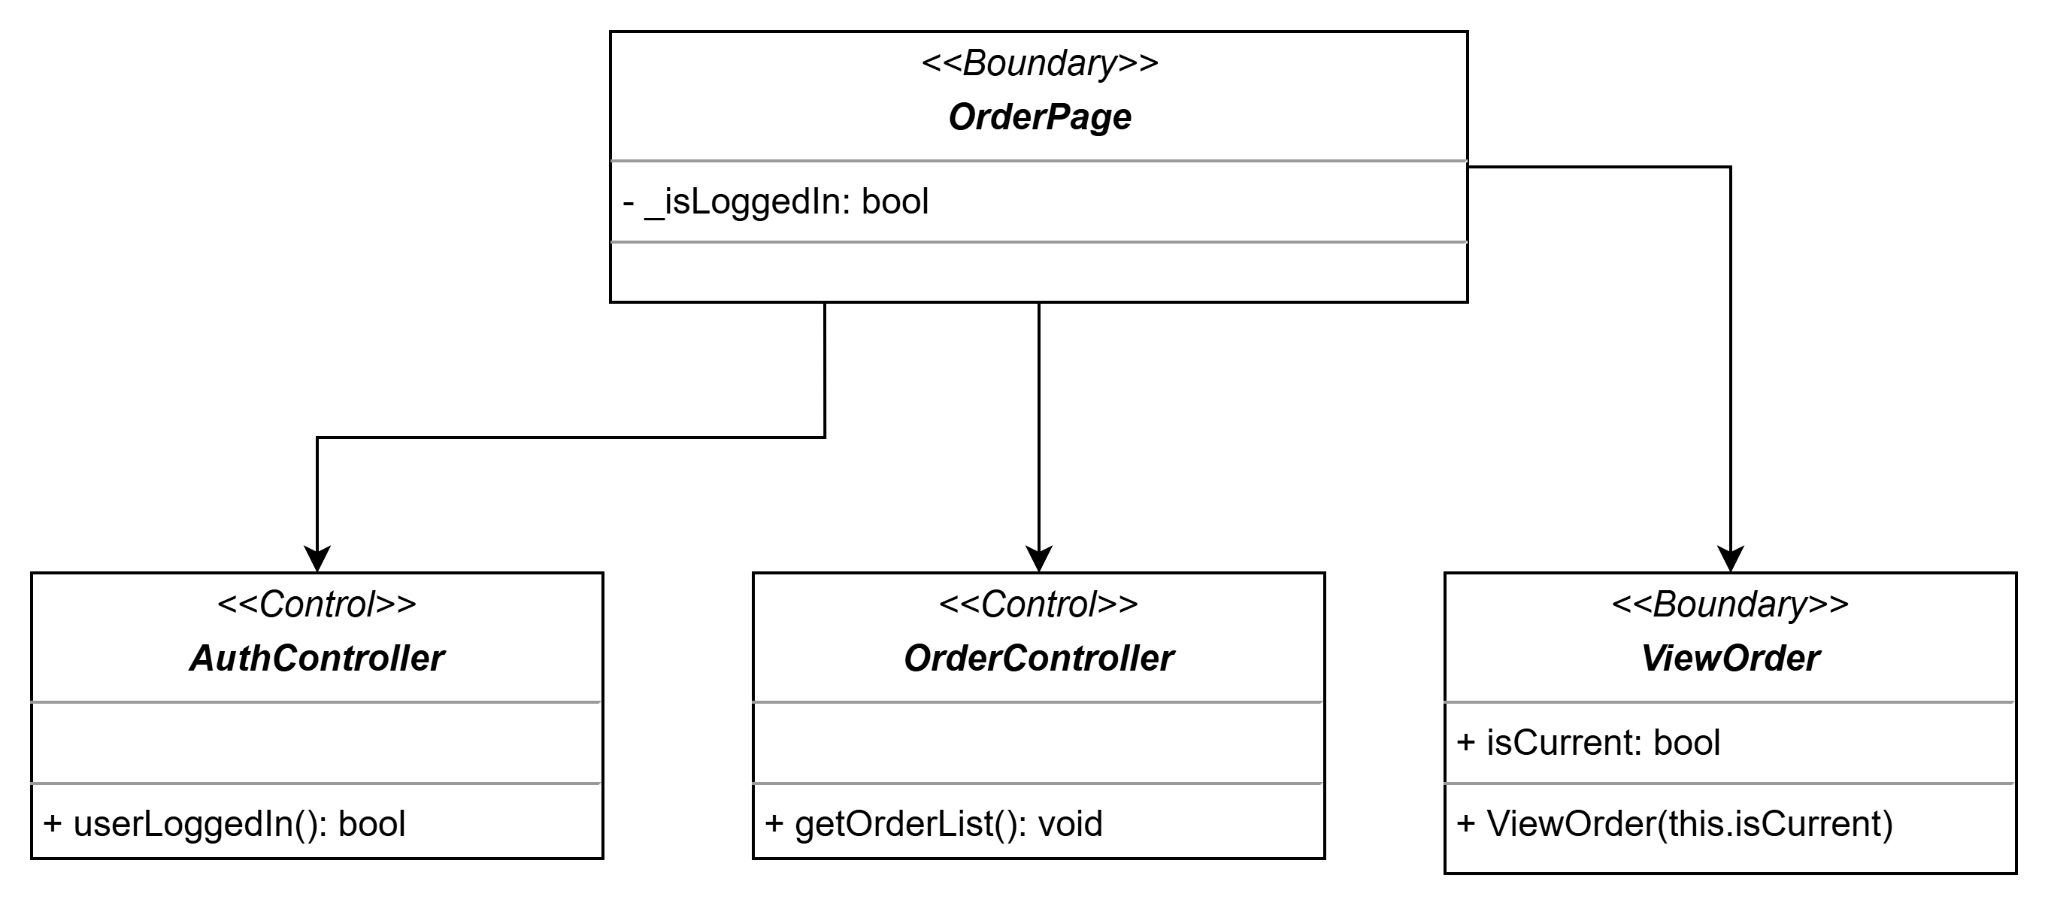 <<Boundary>>
OrderPage
- _isLoggedIn: bool
<<Control>>
AuthController
+ userLoggedIn(): bool
<<Control>>
OrderController
+ getOrderList(): void
<<Boundary>>
ViewOrder
+ isCurrent: bool
+ ViewOrder(this.isCurrent)